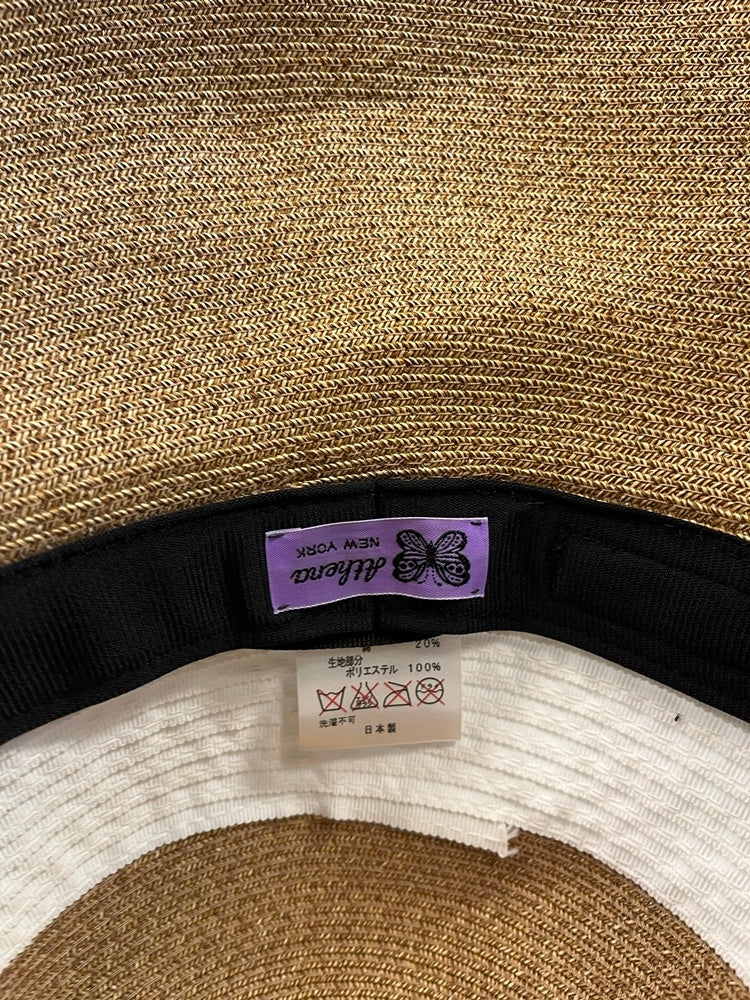 Athena
NEW YORK
20%
生地部分
ポリエステル 100%
洗濯不可
日本製